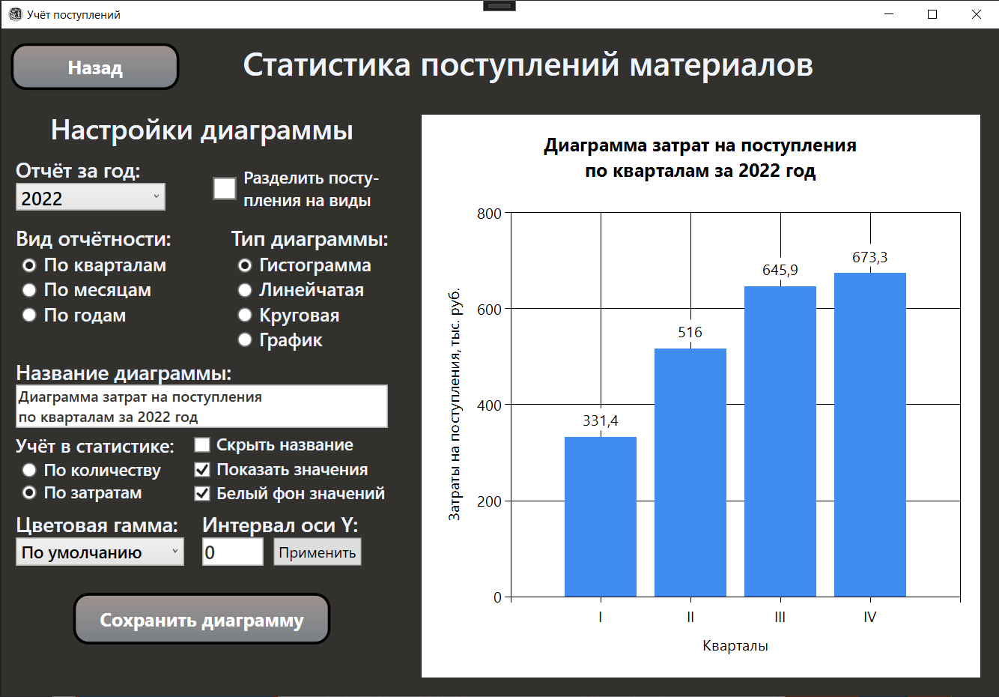 Учёт поступлений
Назад
Статистика поступлений материалов
Настройки диаграммы
Отчёт за год:
2022
Разделить посту-
пления на виды
Вид отчётности:
По кварталам
По месяцам
По годам
Тип диаграммы:
Гистограмма
Линейчатая
Круговая
График
Название диаграммы:
Диаграмма затрат на поступления
по кварталам за 2022 год
Учёт в статистике:
По количеству
По затратам
Скрыть название
Показать значения
Белый фон значений
Цветовая гамма:
По умолчанию
Интервал оси Y:
0
Применить
Сохранить диаграмму
Диаграмма затрат на поступления
по кварталам за 2022 год
Затраты на поступления, тыс. руб.
800
600
400
200
0
331,4
516
645,9
673,3
I
II
III
IV
Кварталы